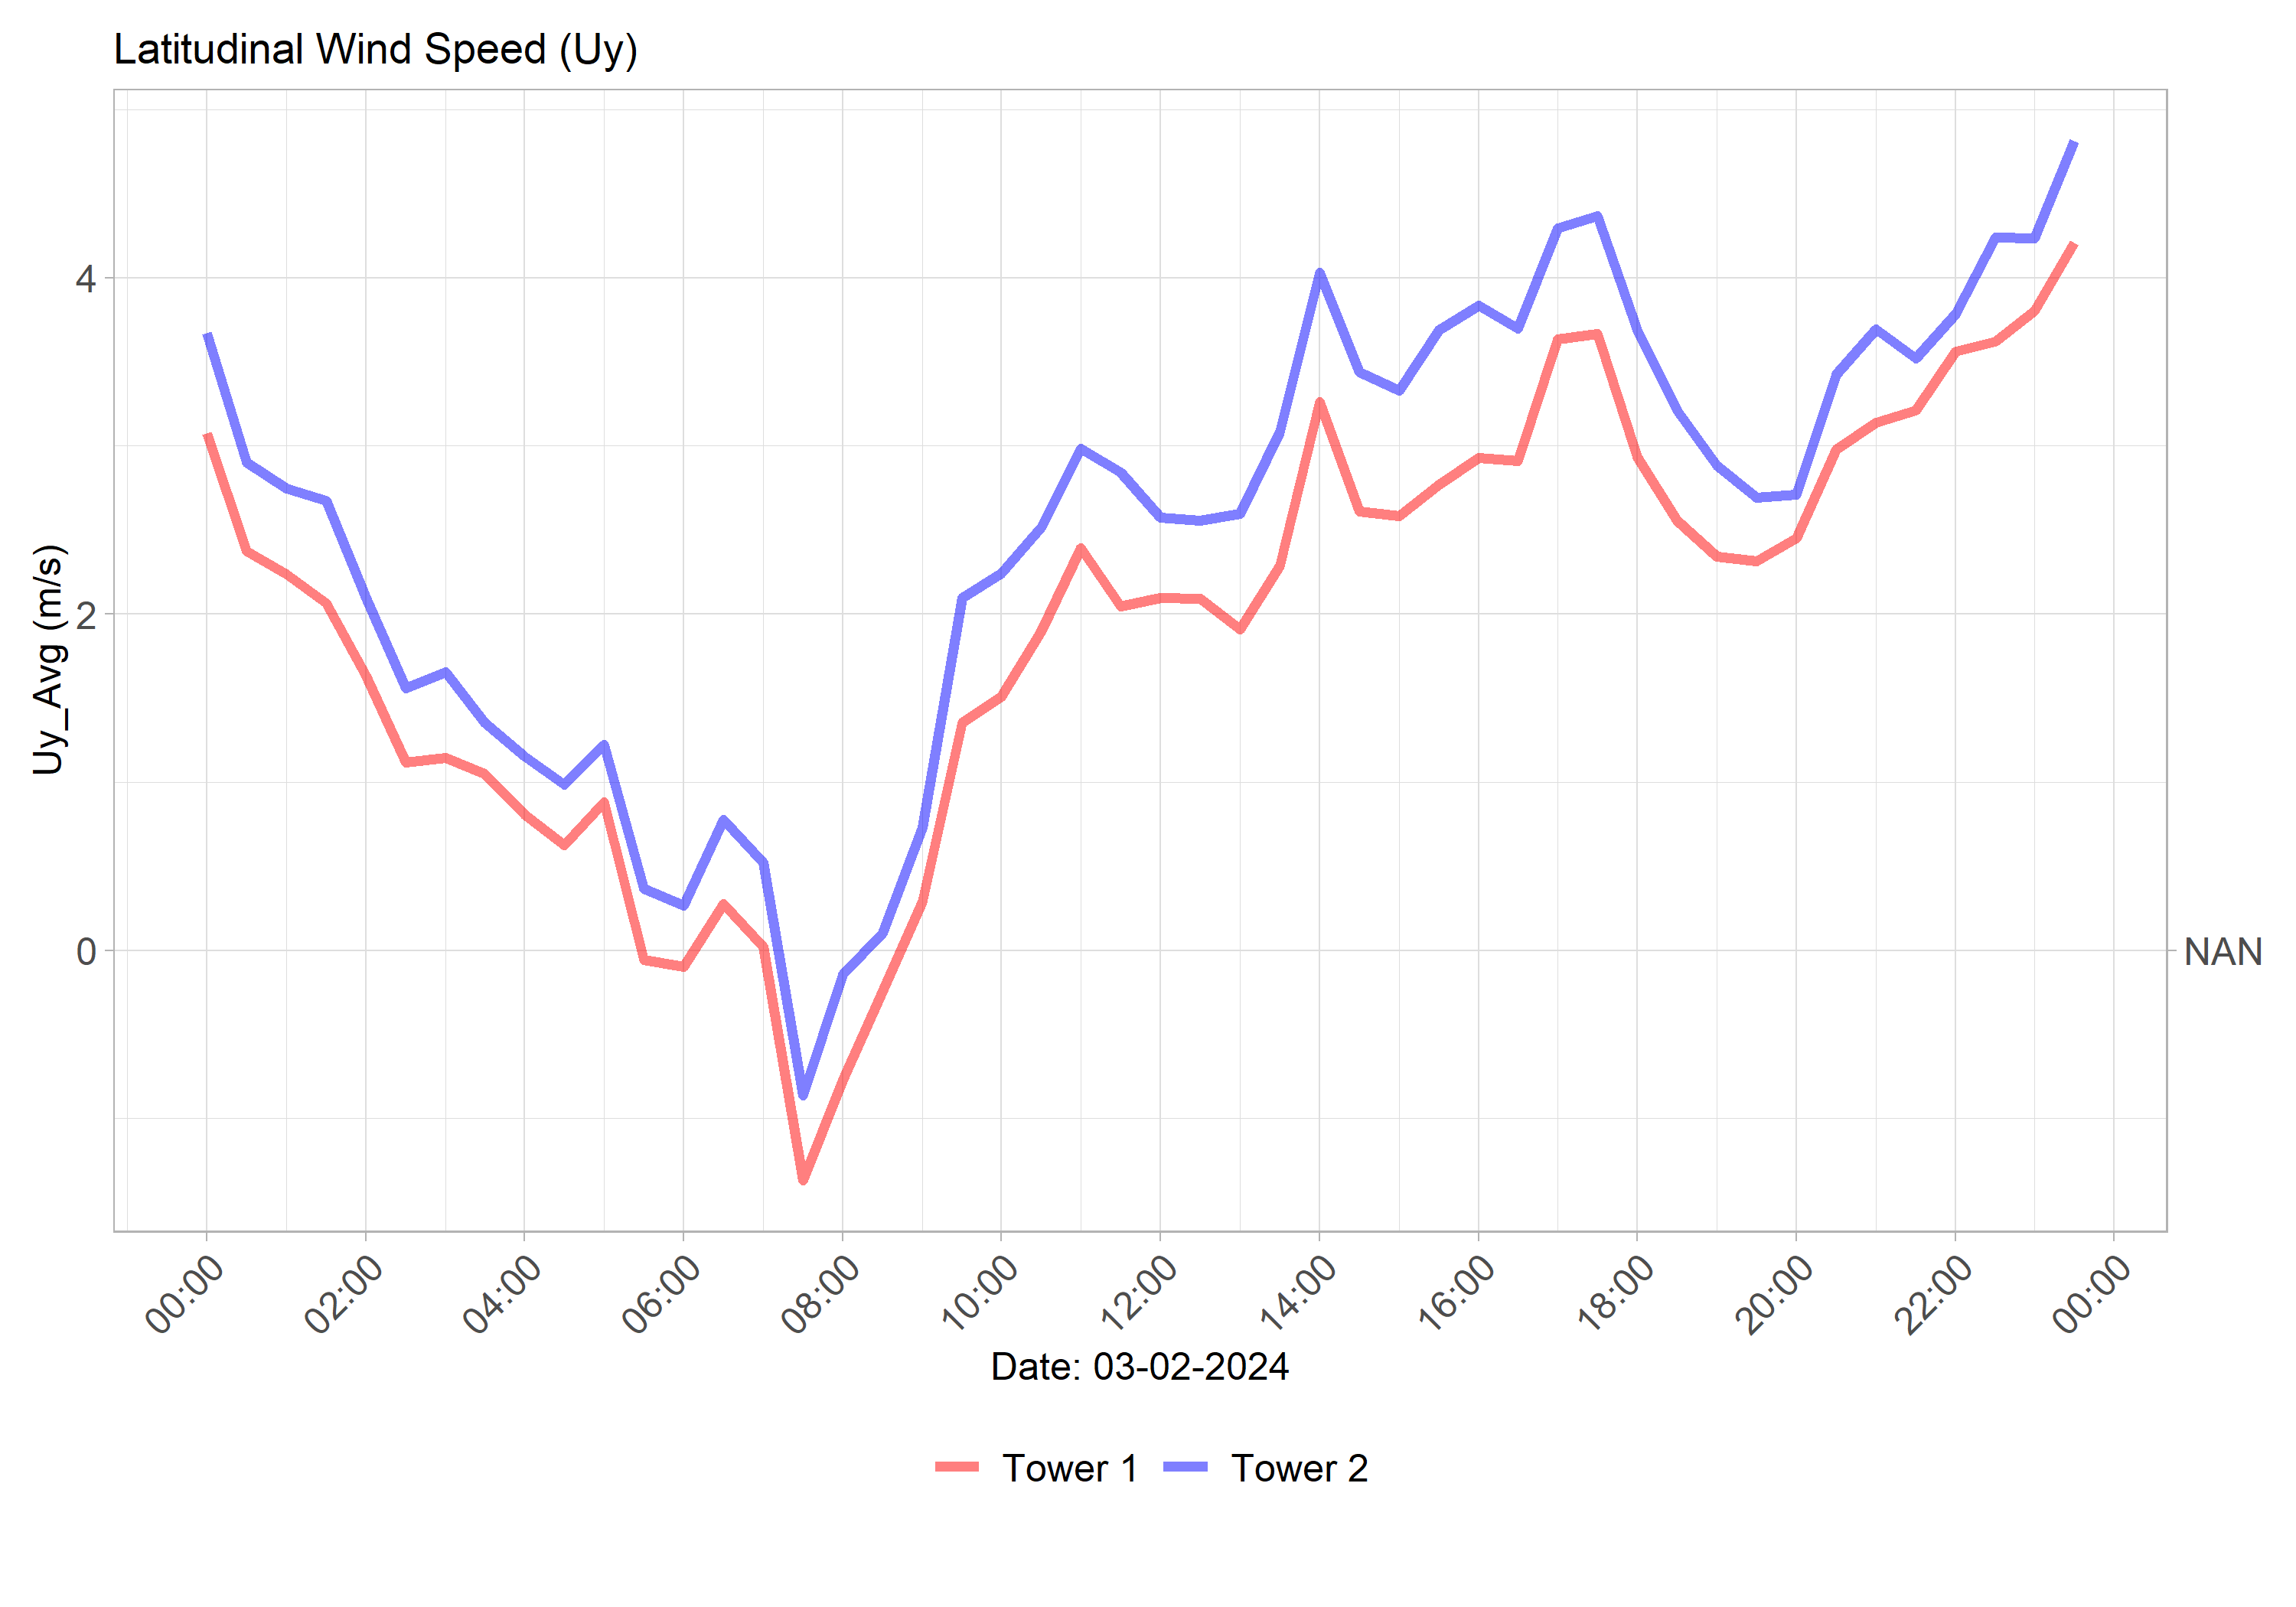 Latitudinal Wind Speed (Uy)
Uy_Avg (m/s)
4
2
0
NAN
00:00
02:00
04:00
06:00
08:00
10:00
12:00
14:00
16:00
18:00
20:00
22:00
00:00
Date: 03-02-2024
Tower 1
Tower 2